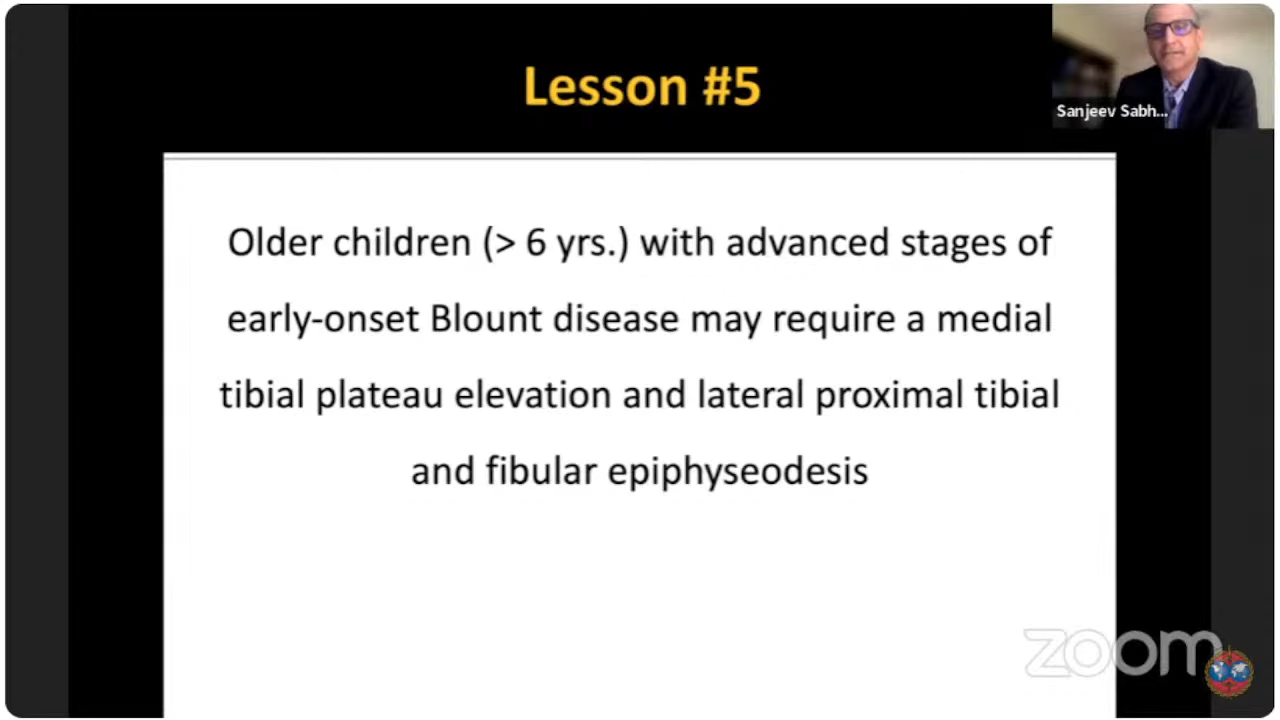 Lesson #5
Sanjeev Sabh...
Older children (> 6 yrs.) with advanced stages of
early-onset Blount disease may require a medial
tibial plateau elevation and lateral proximal tibial
and fibular epiphyseodesis
zoom